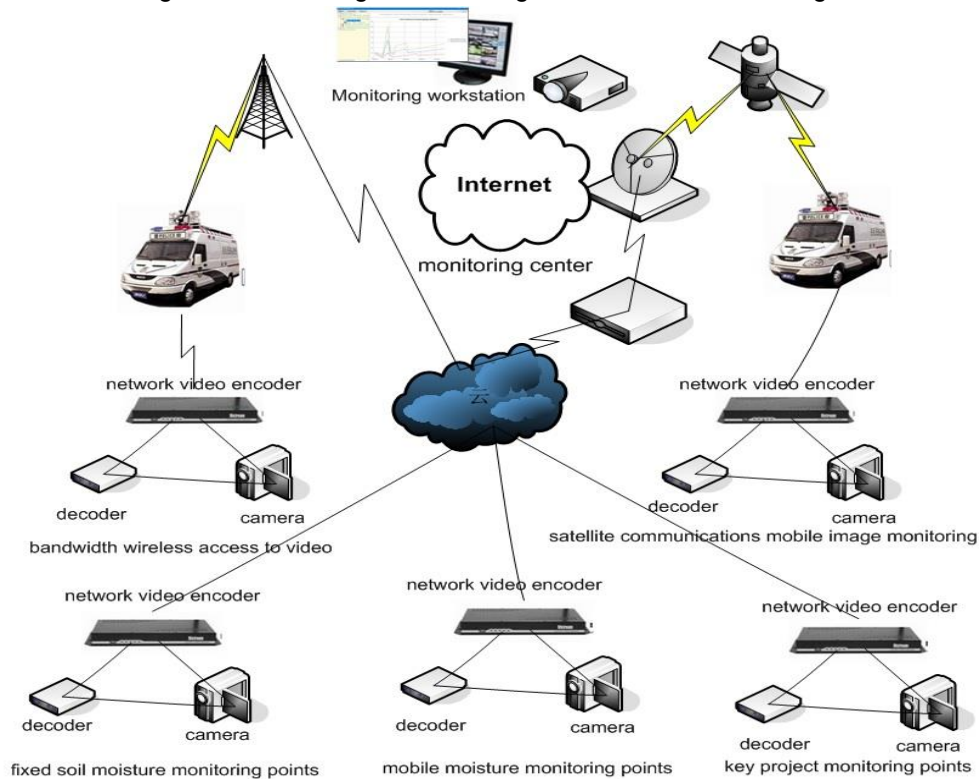 Monitoring workstation
Internet
monitoring center
POLICE
云
network video encoder
network video encoder
decoder
camera
bandwidth wireless access to video
decoder
camera
satellite communications mobile image monitoring
network video encoder
network video encoder
network video encoder
decoder
camera
decoder
camera
decoder
camera
fixed soil moisture monitoring points
mobile moisture monitoring points
key project monitoring points